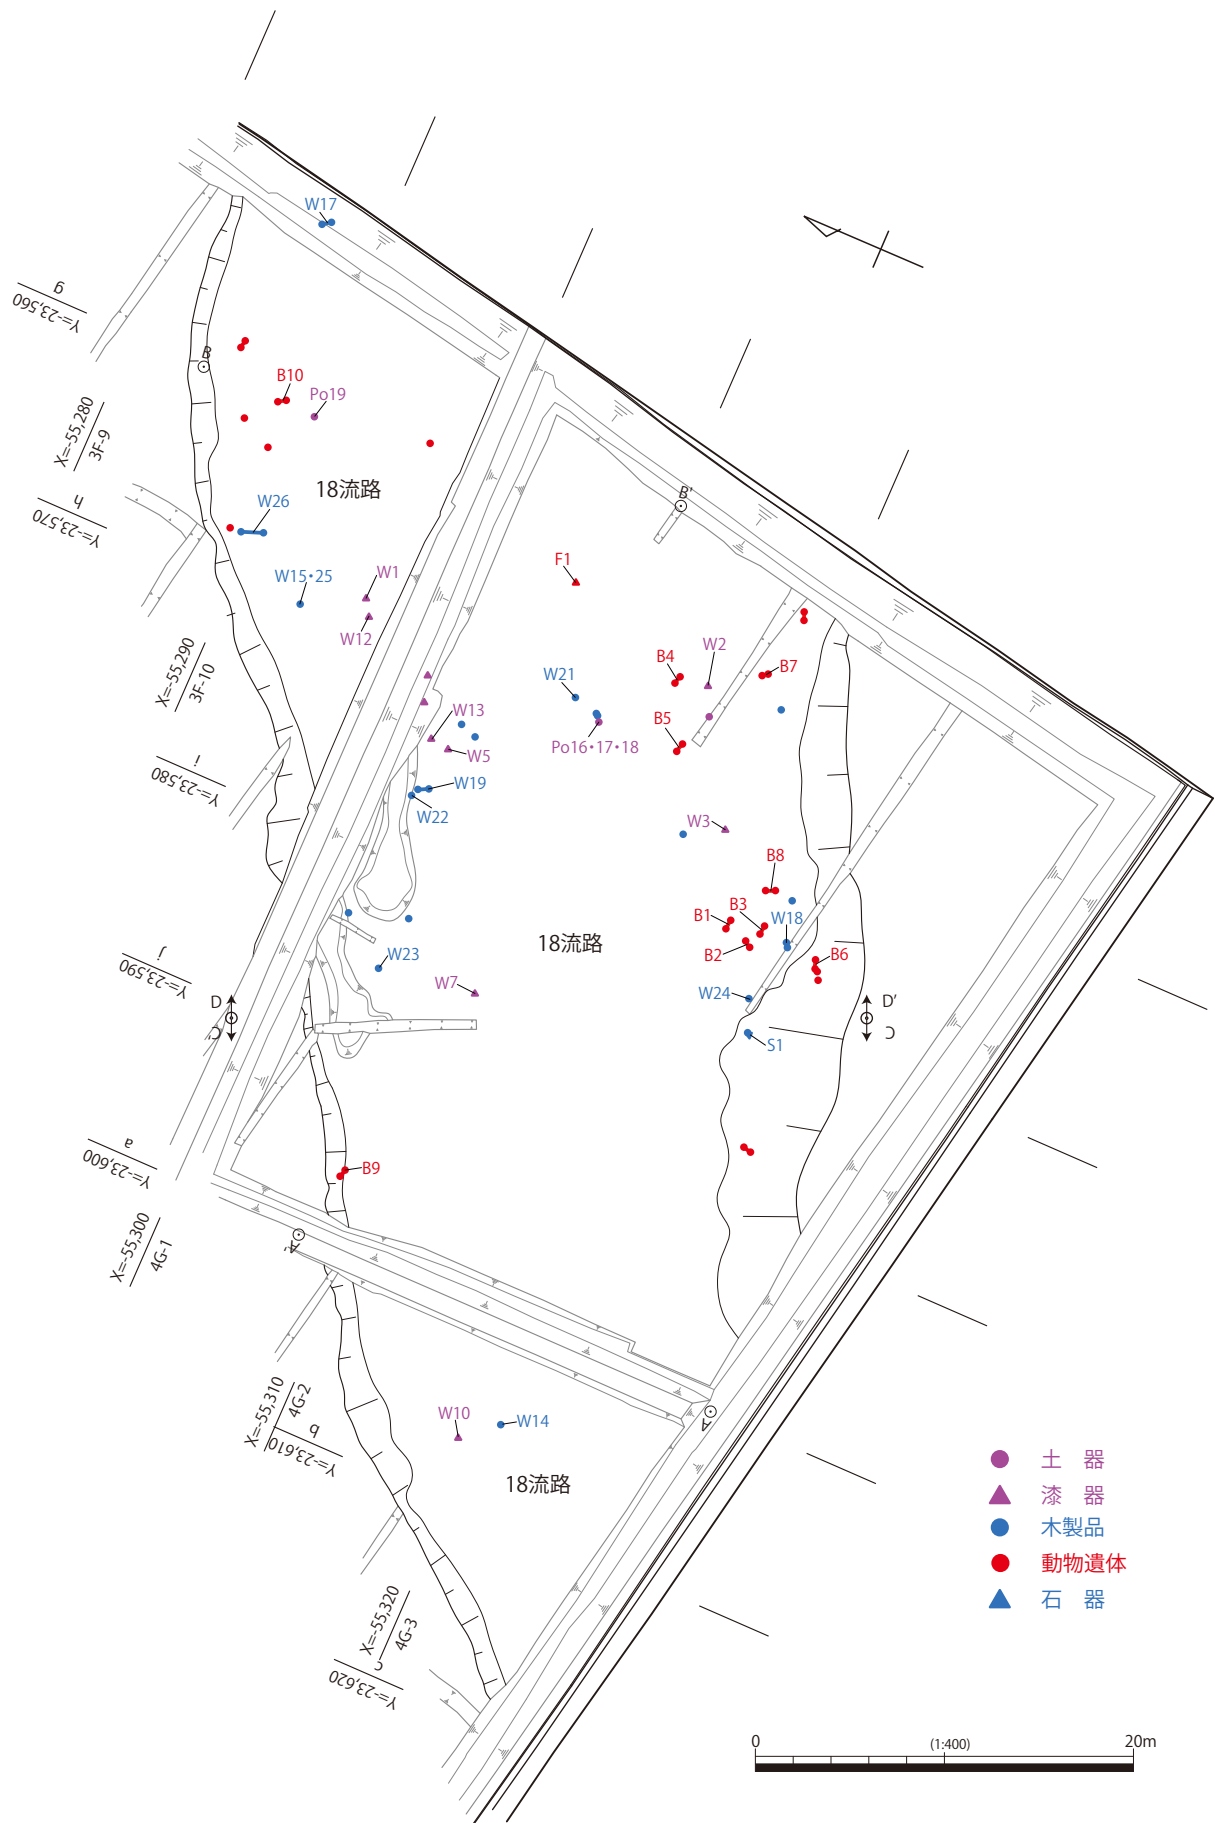 W17
g
Y=-23,560
B
B10
Po19
X=-55,280
3F-9
18流路
h
Y=-23,570
W26
B'
F1
W15・25
W1
W12
W2
B4
B7
W21
X=-55,290
3F-10
W13
B5
Po16・17・18
W5
i
Y=-23,580
W19
W22
W3
B8
B1
B3
W18
18流路
B2
B6
W23
j
Y=-23,590
W7
W24
D
C'
D'
C
S1
a
Y=-23,600
B9
X=-55,300
4G-1
A'
X=-55,310
4G-2
b
Y=-23,610
W10
W14
A
18流路
土 器
漆 器
木製品
動物遺体
石 器
X=-55,320
4G-3
c
Y=-23,620
0
(1:400)
20m